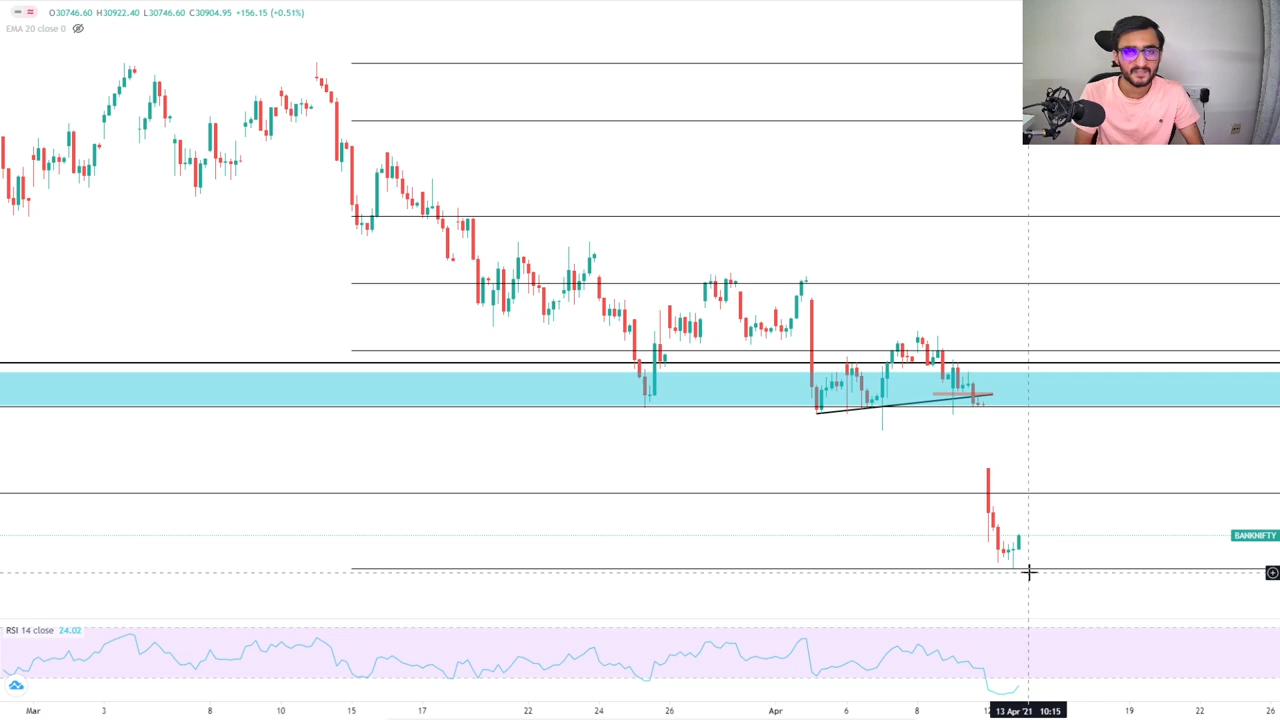 O30746.60 H30922.40 L30746.60 C30904.95 +156.15 (+0.51%)
EMA 20 close 0
BANKNIFTY
RSI 14 close 24.02
Mar 3 8 10 15 17 22 24 26 Apr 6 8 13 Apr '21 10:15 19 22 26